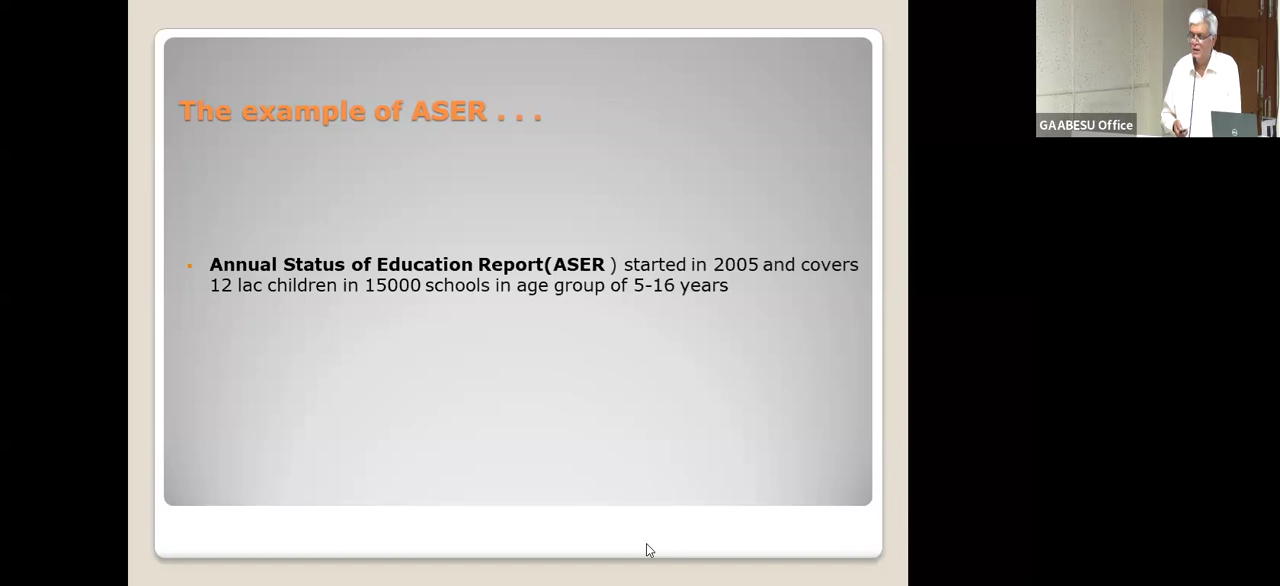 The example of ASER . . .
Annual Status of Education Report(ASER ) started in 2005 and covers
12 lac children in 15000 schools in age group of 5-16 years
GAABESU Office